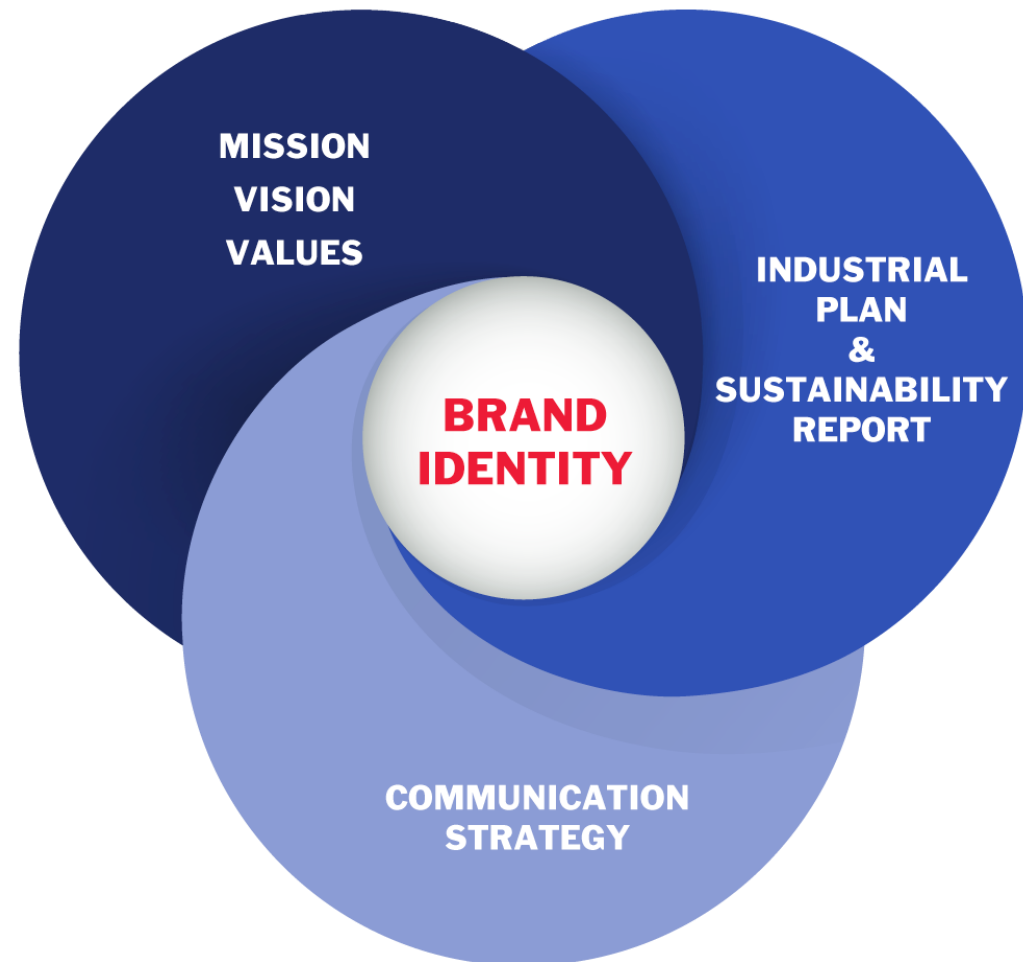 MISSION
VISION
VALUES
INDUSTRIAL
PLAN
&
SUSTAINABILITY
REPORT
BRAND
IDENTITY
COMMUNICATION
STRATEGY